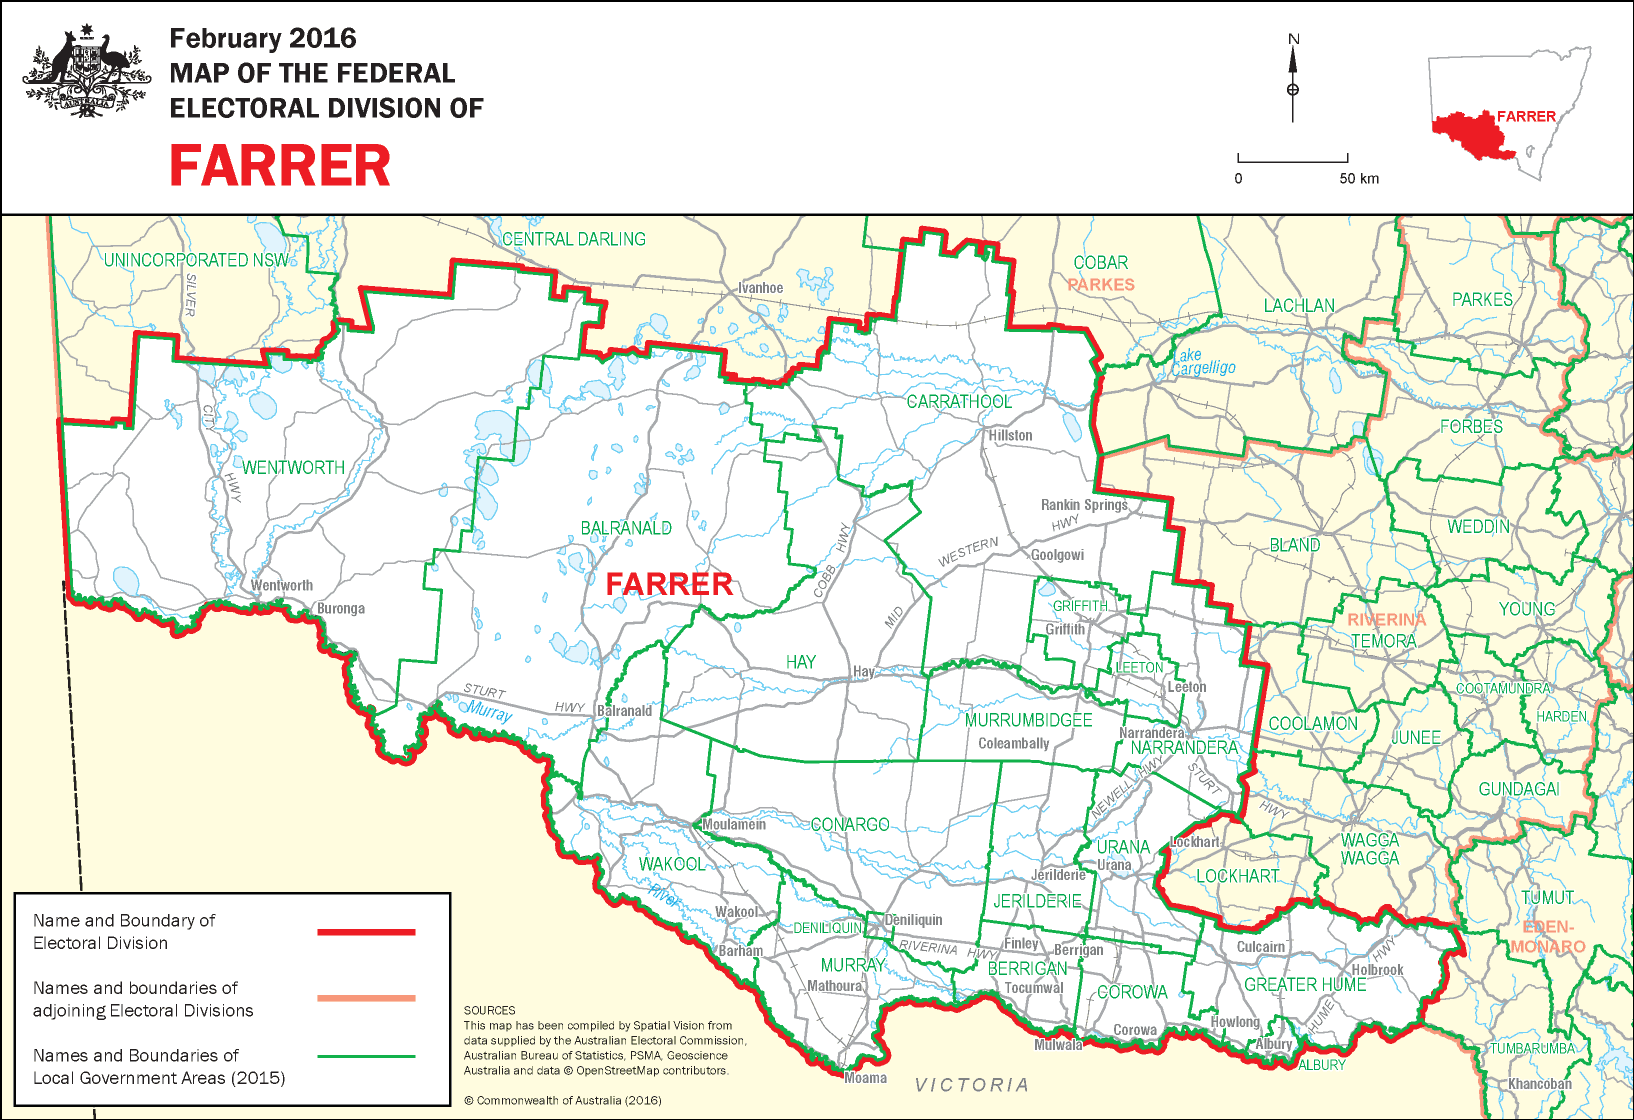 February 2016
MAP OF THE FEDERAL
ELECTORAL DIVISION OF
FARRER
AUSTRALIA
N
0 50 km
FARRER
UNINCORPORATED NSW
CENTRAL DARLING
COBAR
PARKES
LACHLAN
PARKES
SILVER
CITY
HWY
Ivanhoe
Lake
Cargelligo
CARRATHOOL
FORBES
Hillston
WENTWORTH
Rankin Springs
BALRANALD
COBB HWY
WESTERN HWY
MID
Goolgowi
BLAND
WEDDIN
FARRER
Wentworth
Buronga
GRIFFITH
Griffith
RIVERINA
TEMORA
YOUNG
HAY
Hay
LEETON
Leeton
COOTAMUNDRA
HARDEN
STURT HWY
Murray
Balranald
MURRUMBIDGEE
Coleambally
Narrandera
NARRANDERA
COOLAMON
JUNEE
GUNDAGAI
NEWELL HWY
STURT
HWY
Moulamein
CONARGO
URANA
Urana
Lockhart
LOCKHART
WAGGA
WAGGA
WAKOOL
River
Jerilderie
JERILDERIE
TUMUT
EDEN-
MONARO
Wakool
DENILIQUIN
Deniliquin
Barham
RIVERINA HWY
Finley
Berrigan
BERRIGAN
Tocumwal
MURRAY
Mathoura
Culcairn
Holbrook
GREATER HUME
HUME
HWY
COROWA
Corowa
Howlong
Albury
ALBURY
Mulwala
Moama
VICTORIA
TUMBARUMBA
Khancoban
Name and Boundary of
Electoral Division
Names and boundaries of
adjoining Electoral Divisions
Names and Boundaries of
Local Government Areas (2015)
SOURCES
This map has been compiled by Spatial Vision from
data supplied by the Australian Electoral Commission,
Australian Bureau of Statistics, PSMA, Geoscience
Australia and data © OpenStreetMap contributors.
© Commonwealth of Australia (2016)